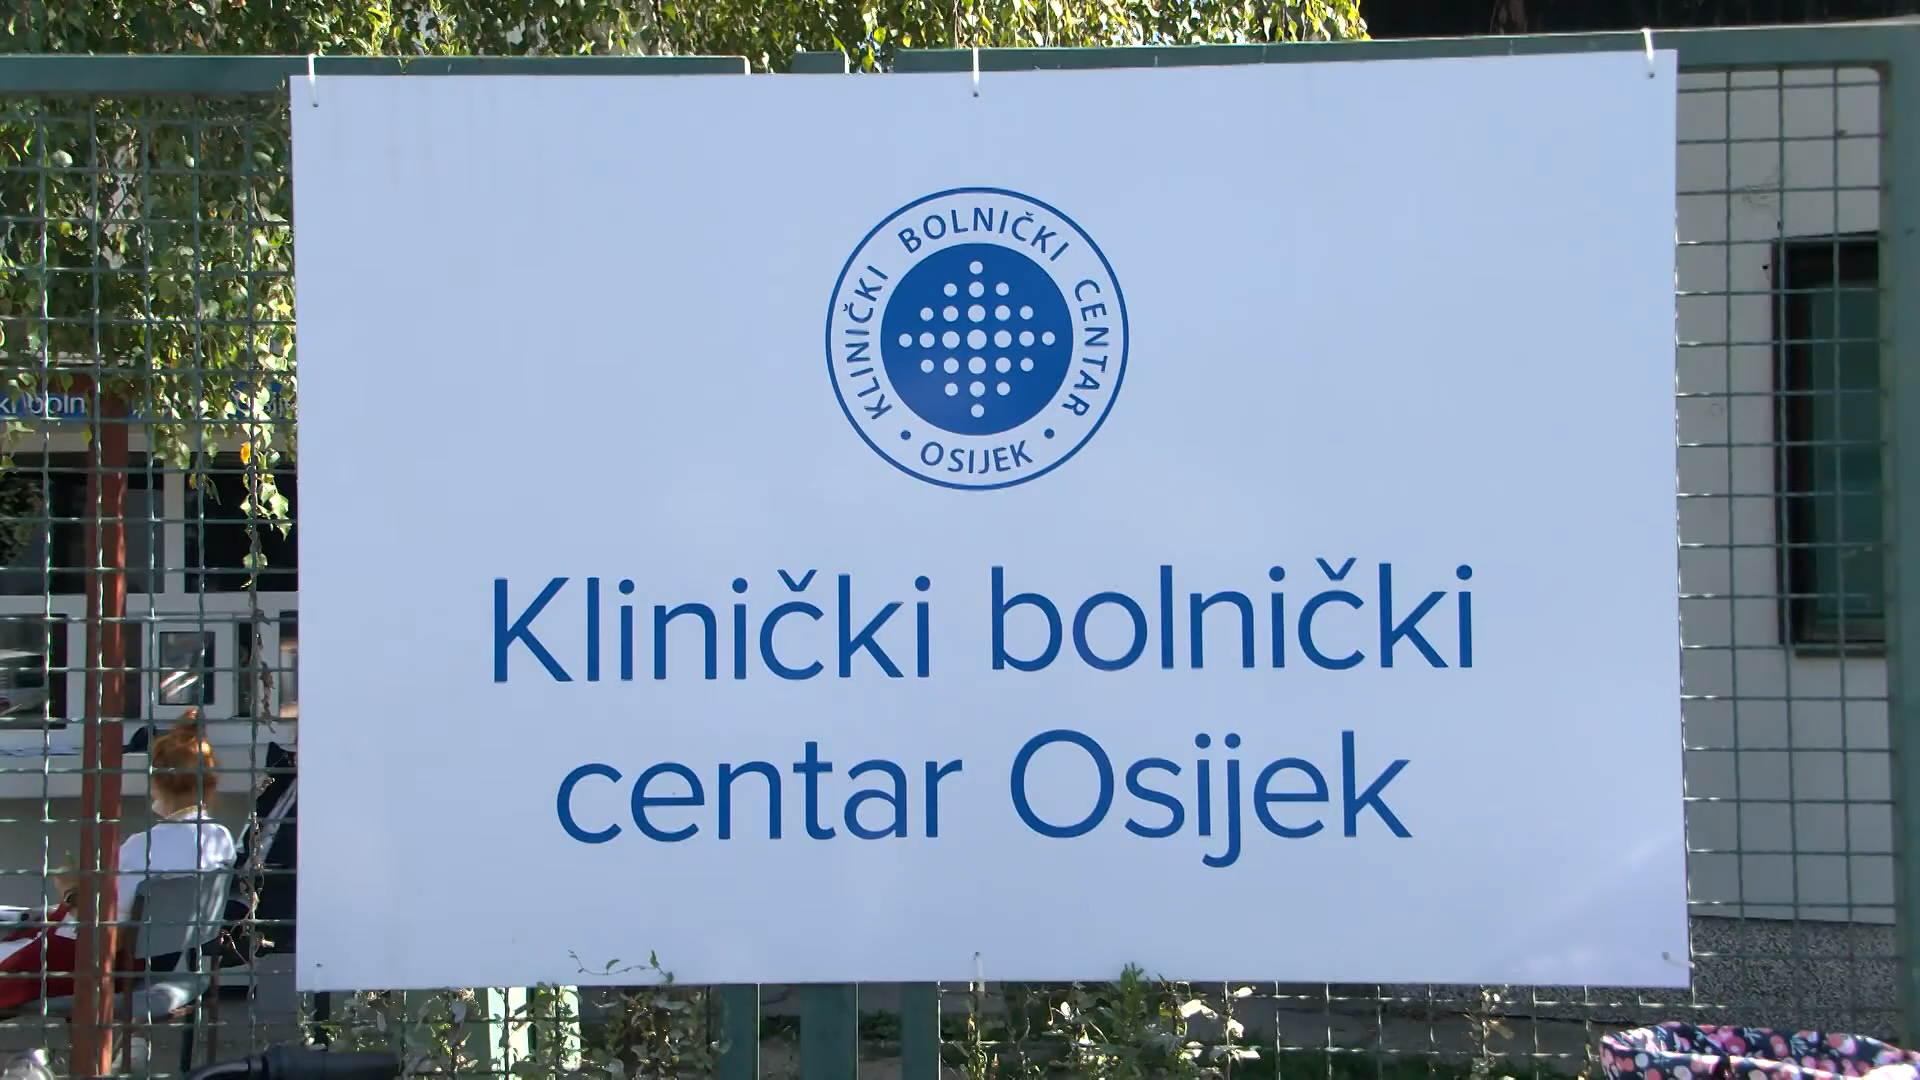 KLINIČKI BOLNIČKI CENTAR
• OSIJEK •
Klinički bolnički
centar Osijek